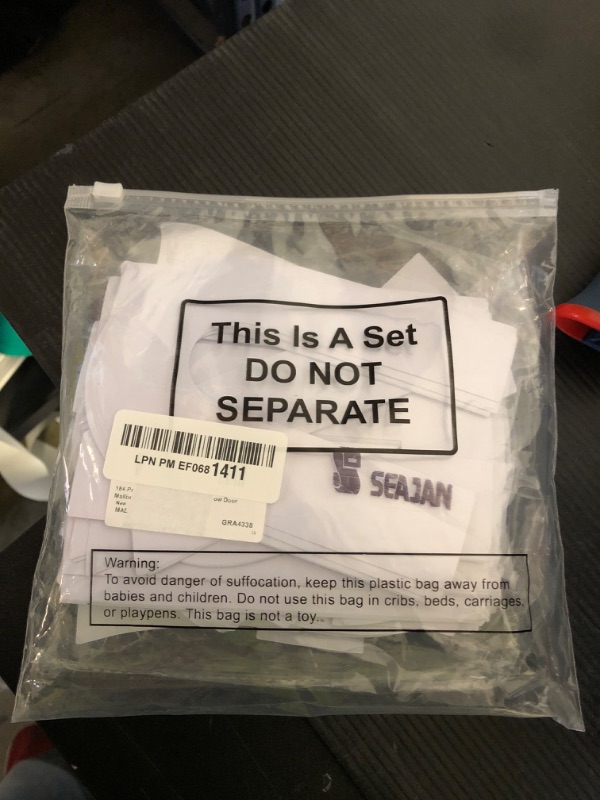 This Is A Set
DO NOT
SEPARATE
LPN PM EF0681411
GRA4338
SEAJAN
Warning:
To avoid danger of suffocation, keep this plastic bag away from
babies and children. Do not use this bag in cribs, beds, carriages,
or playpens. This bag is not a toy..